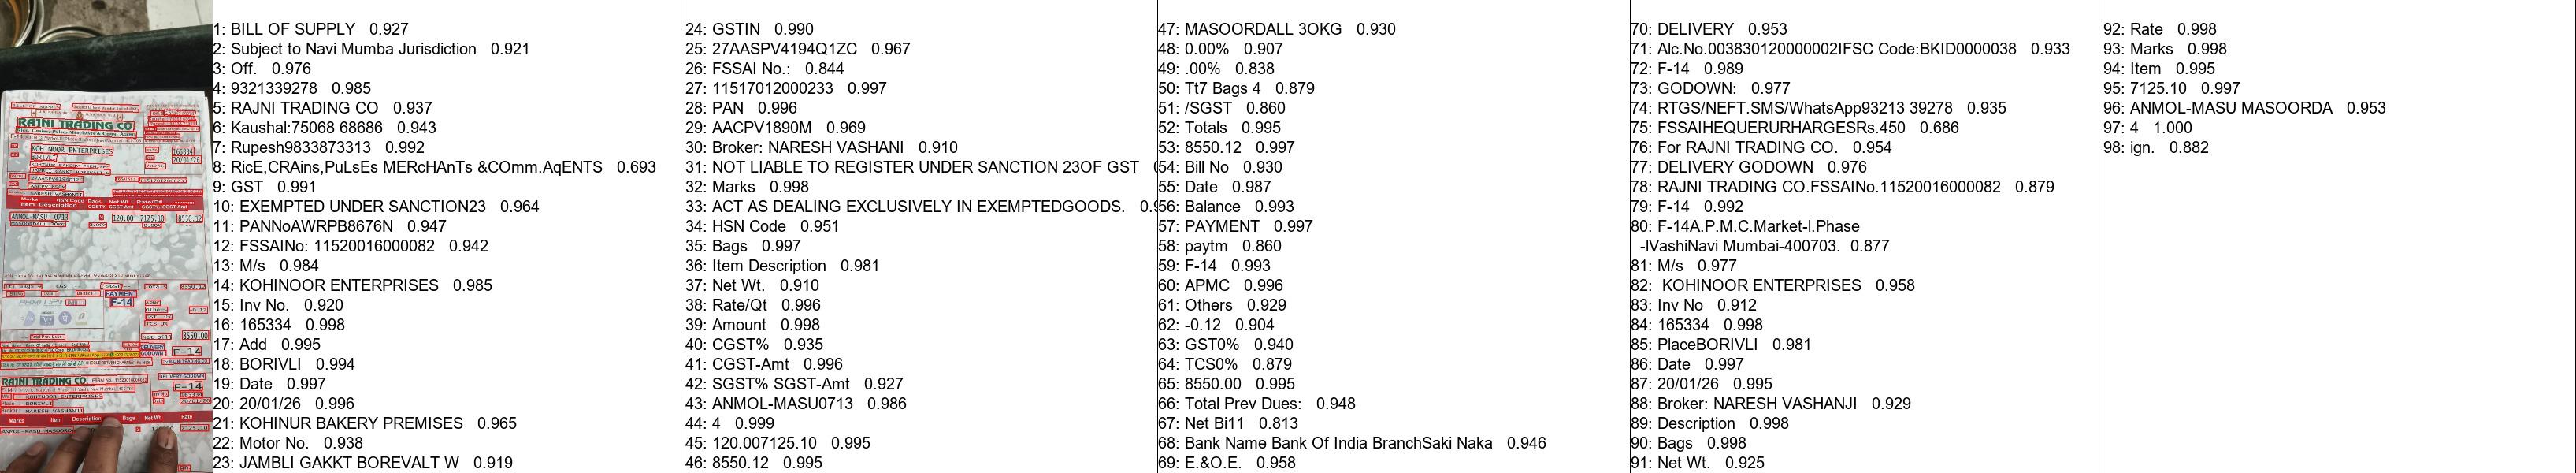 1: BILL OF SUPPLY 0.927
2: Subject to Navi Mumba Jurisdiction 0.921
3: Off. 0.976
4: 9321339278 0.985
5: RAJNI TRADING CO 0.937
6: Kaushal:75068 68686 0.943
7: Rupesh9833873313 0.992
8: RicE,CRAins,PuLsEs MERcHAnTs &COmm.AqENTS 0.693
9: GST 0.991
10: EXEMPTED UNDER SANCTION23 0.964
11: PANNoAWRPB8676N 0.947
12: FSSAINo: 11520016000082 0.942
13: M/s 0.984
14: KOHINOOR ENTERPRISES 0.985
15: Inv No. 0.920
16: 165334 0.998
17: Add 0.995
18: BORIVLI 0.994
19: Date 0.997
20: 20/01/26 0.996
21: KOHINUR BAKERY PREMISES 0.965
22: Motor No. 0.938
23: JAMBLI GAKKT BOREVALT W 0.919
24: GSTIN 0.990
25: 27AASPV4194Q1ZC 0.967
26: FSSAI No.: 0.844
27: 11517012000233 0.997
28: PAN 0.996
29: AACPV1890M 0.969
30: Broker: NARESH VASHANI 0.910
31: NOT LIABLE TO REGISTER UNDER SANCTION 23OF GST
32: Marks 0.998
33: ACT AS DEALING EXCLUSIVELY IN EXEMPTEDGOODS.
34: HSN Code 0.951
35: Bags 0.997
36: Item Description 0.981
37: Net Wt. 0.910
38: Rate/Qt 0.996
39: Amount 0.998
40: CGST% 0.935
41: CGST-Amt 0.996
42: SGST% SGST-Amt 0.927
43: ANMOL-MASU0713 0.986
44: 4 0.999
45: 120.007125.10 0.995
46: 8550.12 0.995
47: MASOORDALL 3OKG 0.930
48: 0.00% 0.907
49: .00% 0.838
50: Tt7 Bags 4 0.879
51: /SGST 0.860
52: Totals 0.995
53: 8550.12 0.997
54: Bill No 0.930
55: Date 0.987
56: Balance 0.993
57: PAYMENT 0.997
58: paytm 0.860
59: F-14 0.993
60: APMC 0.996
61: Others 0.929
62: -0.12 0.904
63: GST0% 0.940
64: TCS0% 0.879
65: 8550.00 0.995
66: Total Prev Dues: 0.948
67: Net Bi11 0.813
68: Bank Name Bank Of India BranchSaki Naka 0.946
69: E.&O.E. 0.958
70: DELIVERY 0.953
71: Alc.No.003830120000002IFSC Code:BKID0000038 0.933
72: F-14 0.989
73: GODOWN: 0.977
74: RTGS/NEFT.SMS/WhatsApp93213 39278 0.935
75: FSSAIHEQUERURHARGESRs.450 0.686
76: For RAJNI TRADING CO. 0.954
77: DELIVERY GODOWN 0.976
78: RAJNI TRADING CO.FSSAINo.11520016000082 0.879
79: F-14 0.992
80: F-14A.P.M.C.Market-I.Phase
-IVashiNavi Mumbai-400703. 0.877
81: M/s 0.977
82: KOHINOOR ENTERPRISES 0.958
83: Inv No 0.912
84: 165334 0.998
85: PlaceBORIVLI 0.981
86: Date 0.997
87: 20/01/26 0.995
88: Broker: NARESH VASHANJI 0.929
89: Description 0.998
90: Bags 0.998
91: Net Wt. 0.925
92: Rate 0.998
93: Marks 0.998
94: Item 0.995
95: 7125.10 0.997
96: ANMOL-MASU MASOORDA 0.953
97: 4 1.000
98: ign. 0.882